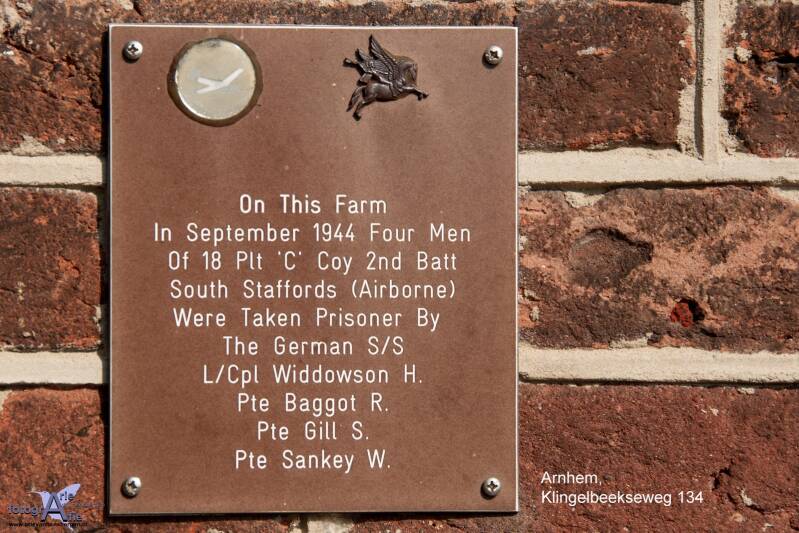 On This Farm
In September 1944 Four Men
Of 18 Plt 'C' Coy 2nd Batt
South Staffords (Airborne)
Were Taken Prisoner By
The German S/S
L/Cpl Widdowson H.
Pte Baggot R.
Pte Gill S.
Pte Sankey W.
Arnhem,
Klingelbeekseweg 134